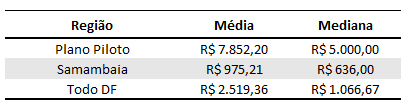 Região Média Mediana
Plano Piloto R$ 7.852,20 R$ 5.000,00
Samambaia R$ 975,21 R$ 636,00
Todo DF R$ 2.519,36 R$ 1.066,67